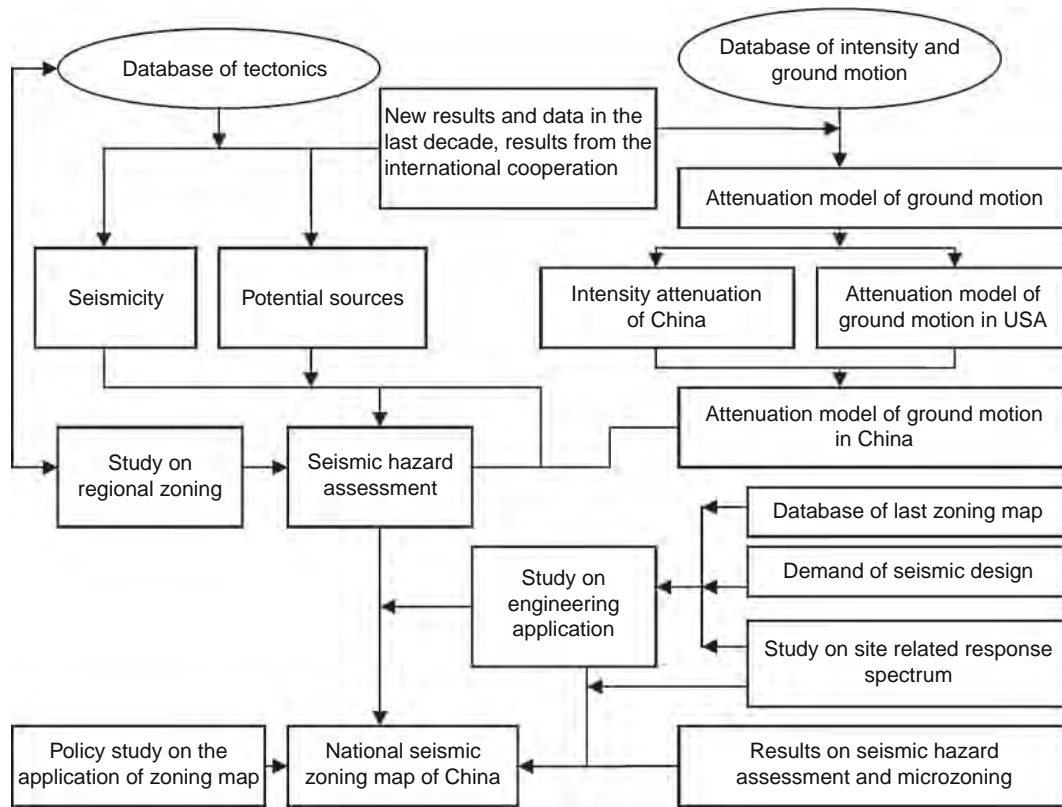 Database of tectonics
Database of intensity and
ground motion
New results and data in the
last decade, results from the
international cooperation
Attenuation model of ground motion
Seismicity
Potential sources
Intensity attenuation
of China
Attenuation model of
ground motion in USA
Attenuation model of ground motion
in China
Study on
regional zoning
Seismic hazard
assessment
Database of last zoning map
Study on
engineering
application
Demand of seismic design
Study on site related response
spectrum
Policy study on the
application of zoning map
National seismic
zoning map of China
Results on seismic hazard
assessment and microzoning